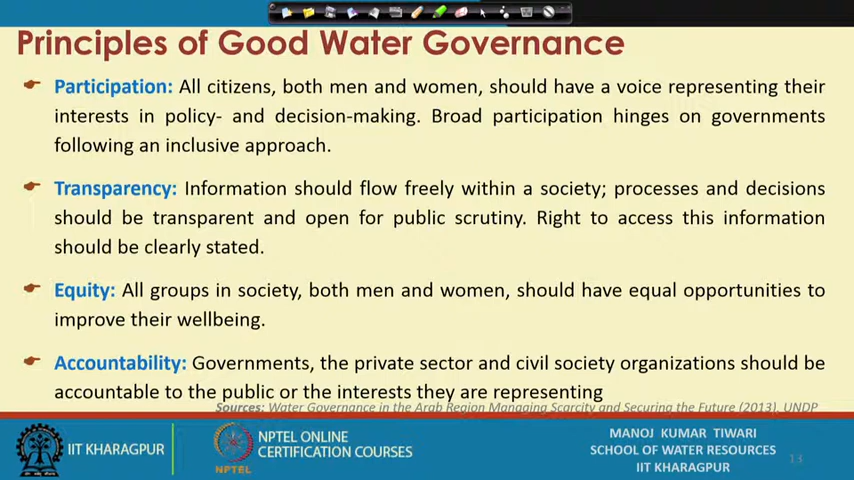 Principles of Good Water Governance
Participation: All citizens, both men and women, should have a voice representing their
interests in policy- and decision-making. Broad participation hinges on governments
following an inclusive approach.
Transparency: Information should flow freely within a society; processes and decisions
should be transparent and open for public scrutiny. Right to access this information
should be clearly stated.
Equity: All groups in society, both men and women, should have equal opportunities to
improve their wellbeing.
Accountability: Governments, the private sector and civil society organizations should be
accountable to the public or the interests they are representing
Sources: Water Governance in the Arab Region Managing Scarcity and Securing the Future (2013), UNDP
IIT KHARAGPUR
NPTEL
NPTEL ONLINE
CERTIFICATION COURSES
MANOJ KUMAR TIWARI
SCHOOL OF WATER RESOURCES
IIT KHARAGPUR
13